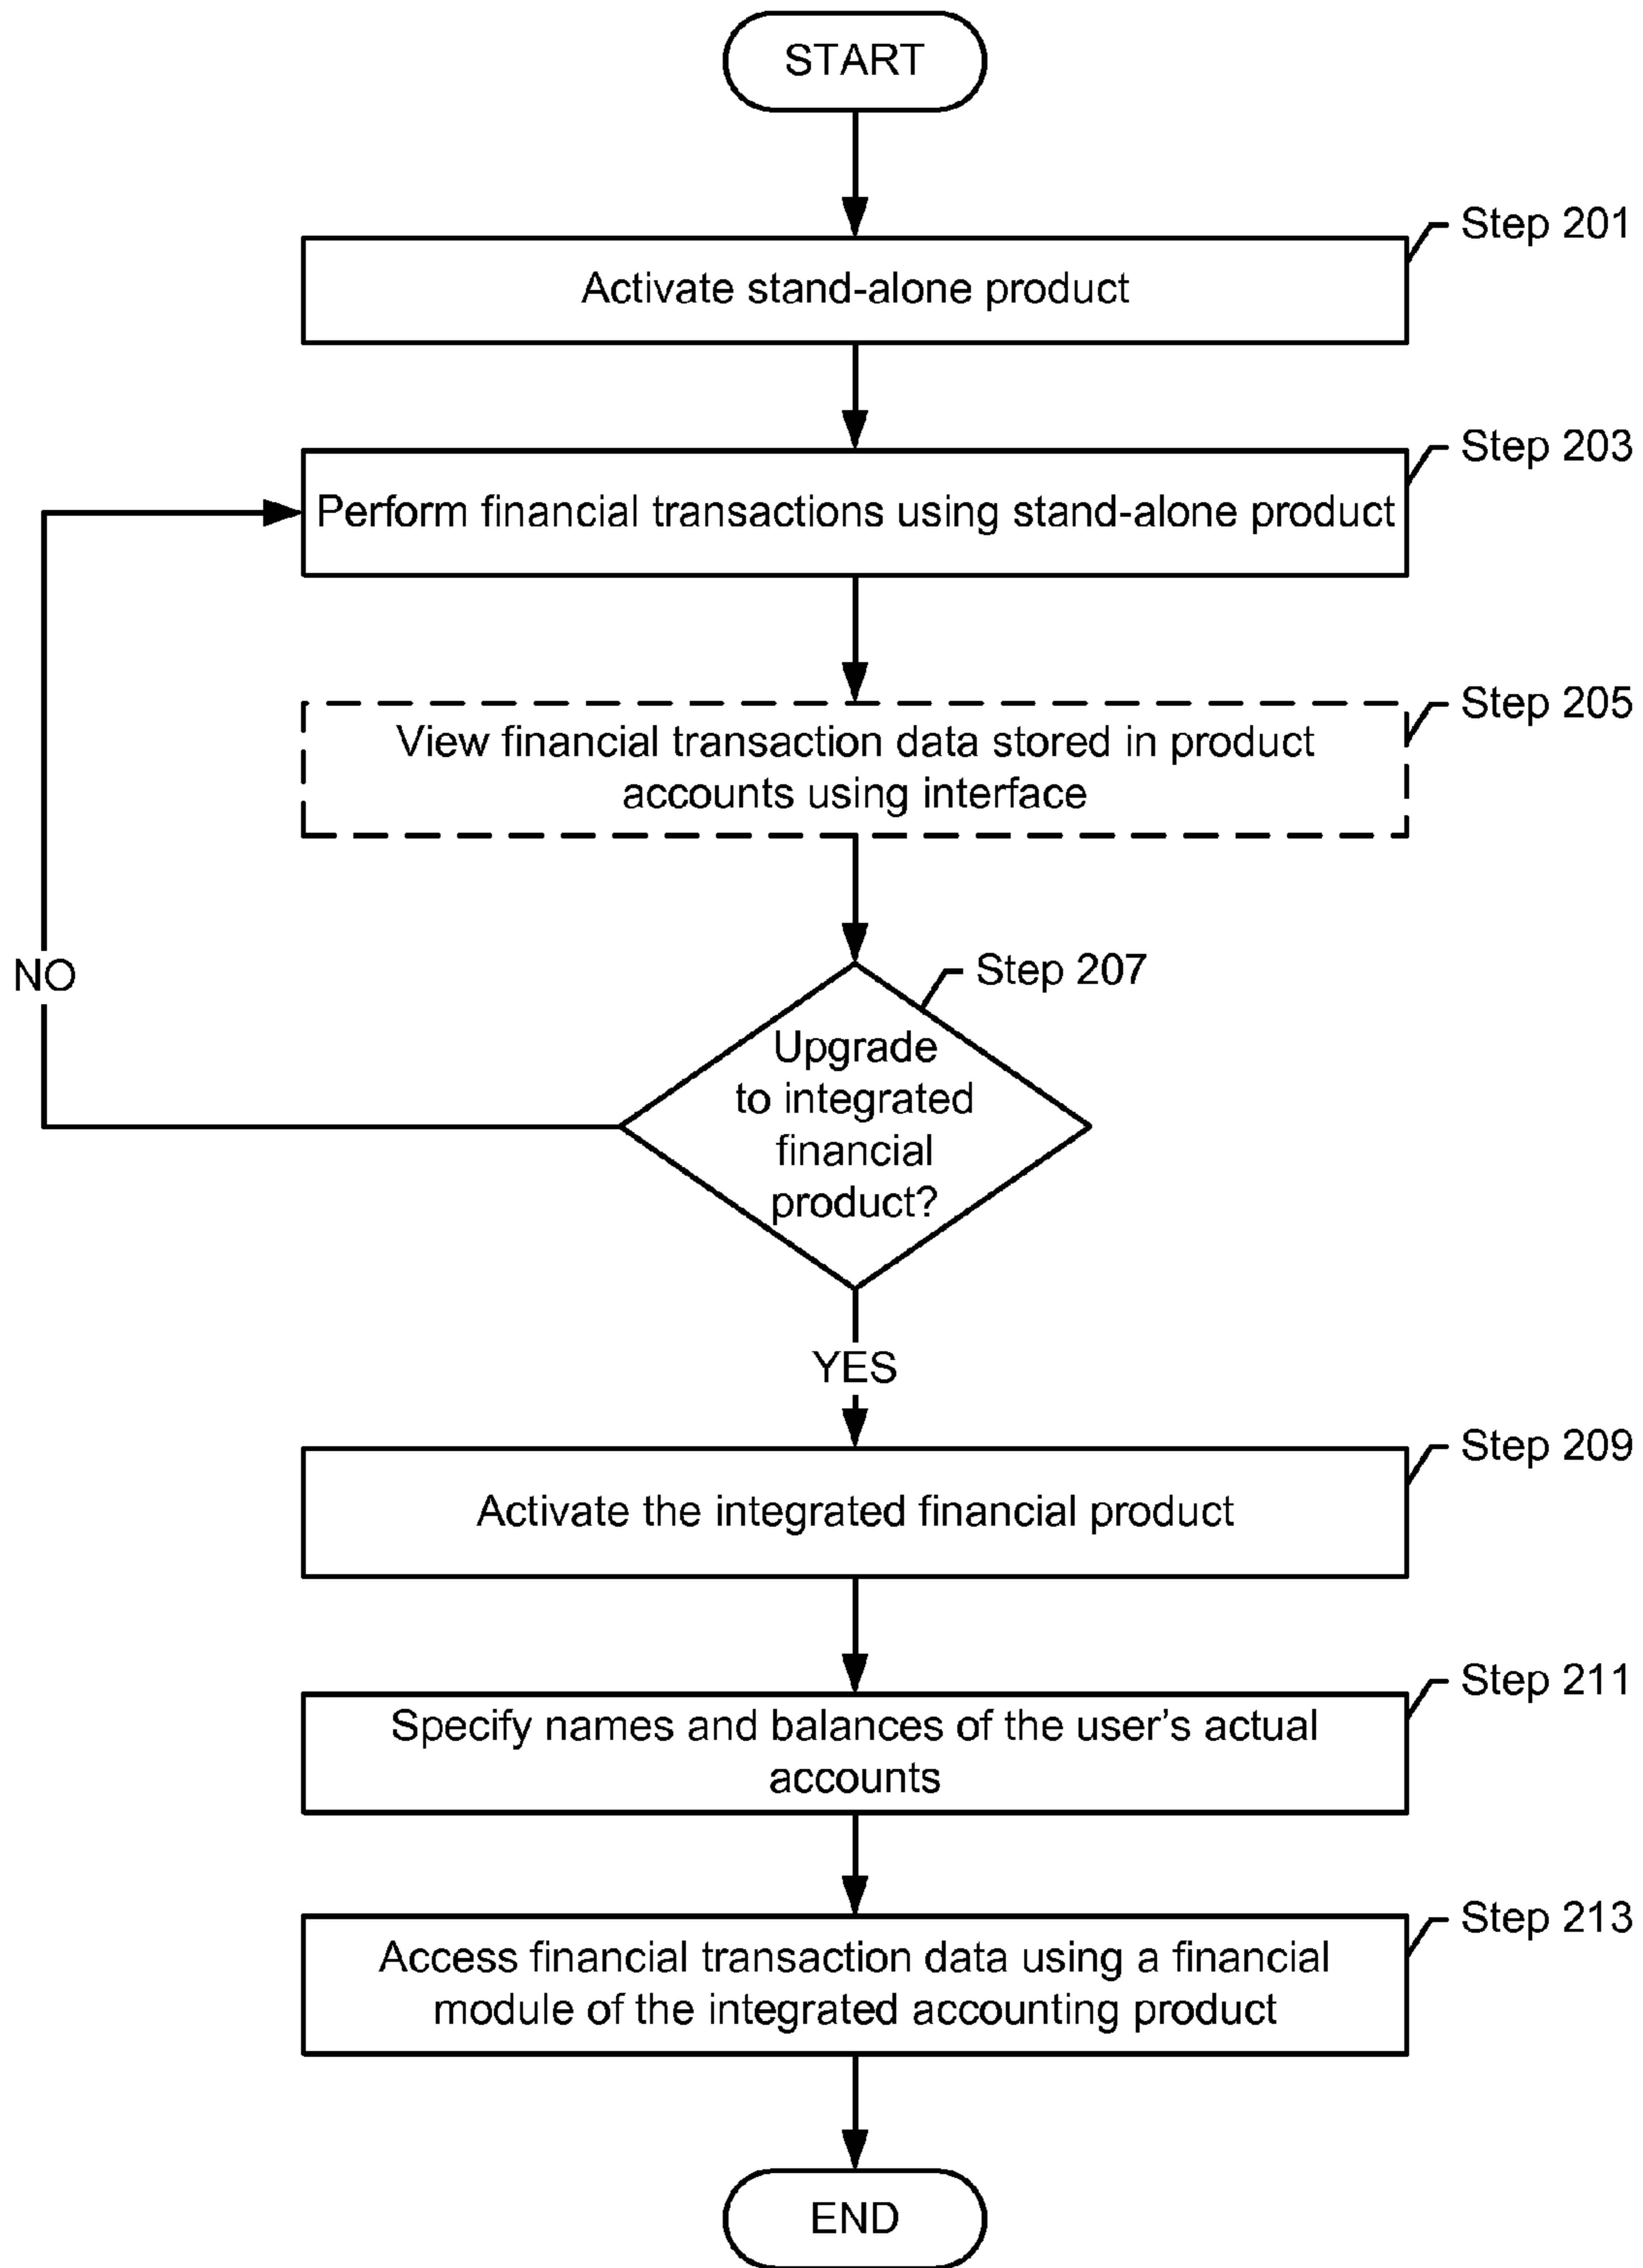 START
Step 201
Activate stand-alone product
Step 203
Perform financial transactions using stand-alone product
Step 205
View financial transaction data stored in product
accounts using interface
NO
Step 207
Upgrade
to integrated
financial
product?
YES
Step 209
Activate the integrated financial product
Step 211
Specify names and balances of the user's actual
accounts
Step 213
Access financial transaction data using a financial
module of the integrated accounting product
END